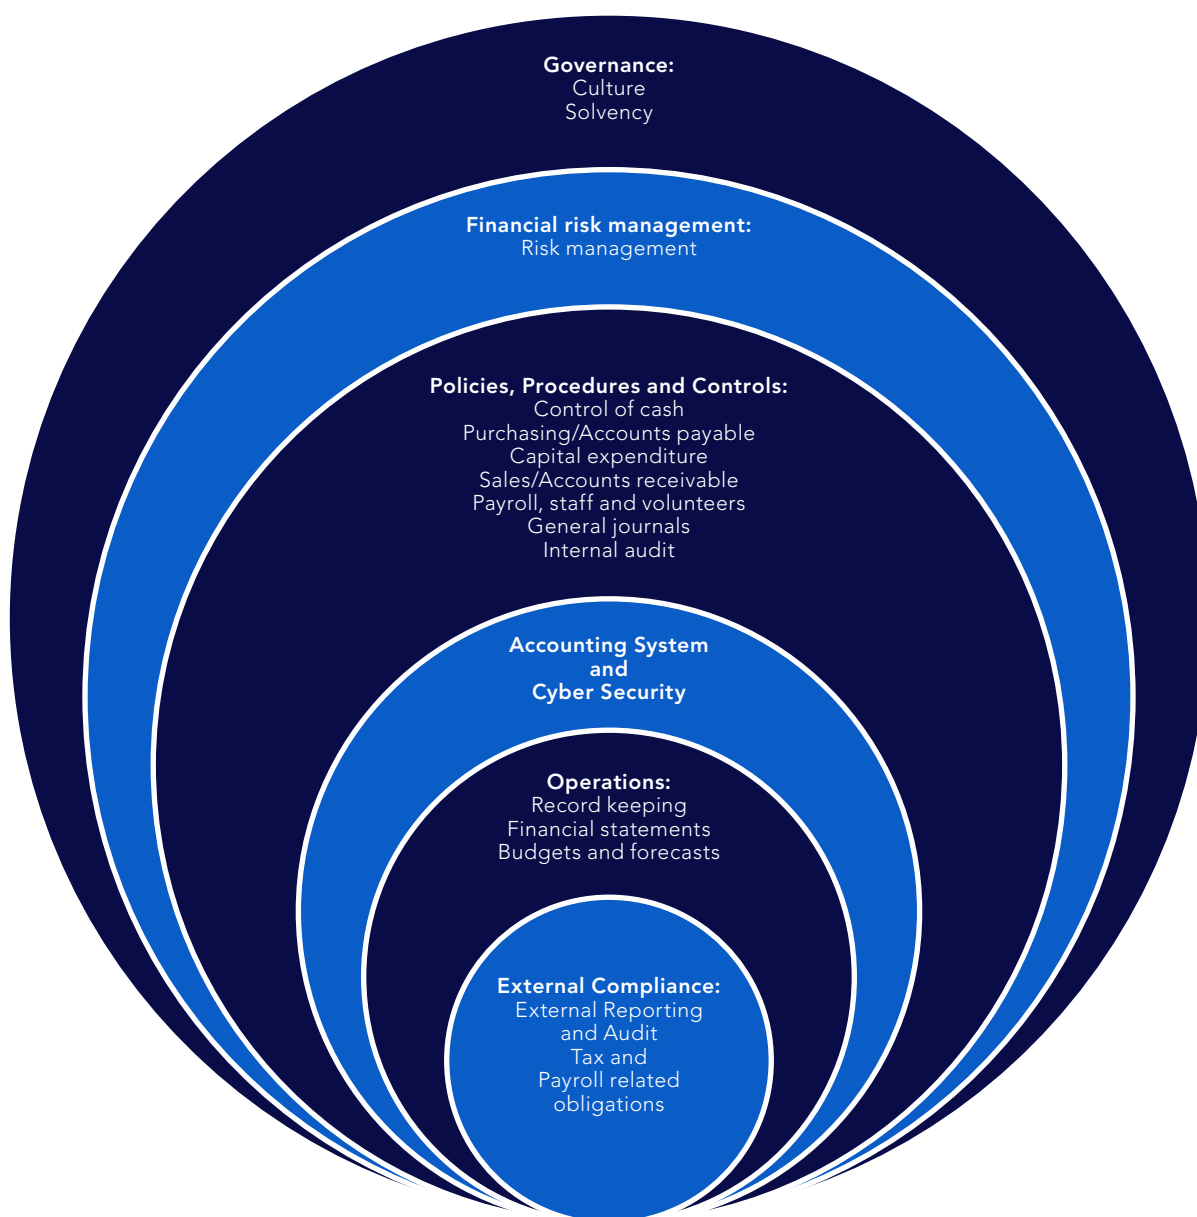 Governance:
Culture
Solvency
Financial risk management:
Risk management
Policies, Procedures and Controls:
Control of cash
Purchasing/Accounts payable
Capital expenditure
Sales/Accounts receivable
Payroll, staff and volunteers
General journals
Internal audit
Accounting System
and
Cyber Security
Operations:
Record keeping
Financial statements
Budgets and forecasts
External Compliance:
External Reporting
and Audit
Tax and
Payroll related
obligations